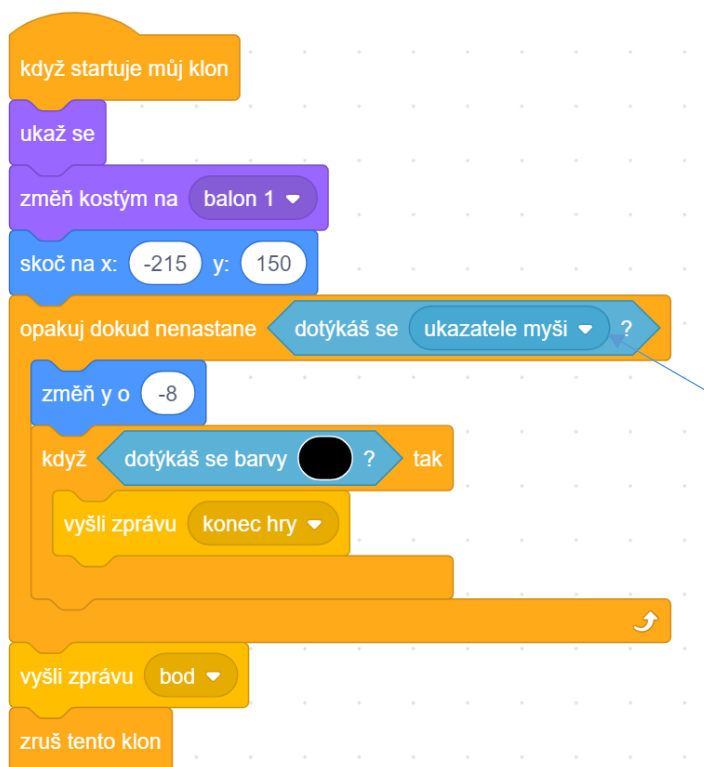 když startuje můj klon
ukaž se
změň kostým na balon 1
skoč na x: -215 y: 150
opakuj dokud nenastane dotýkáš se ukazatele myši ?
změň y o -8
když dotýkáš se barvy ? tak
vyšli zprávu konec hry
vyšli zprávu bod
zruš tento klon